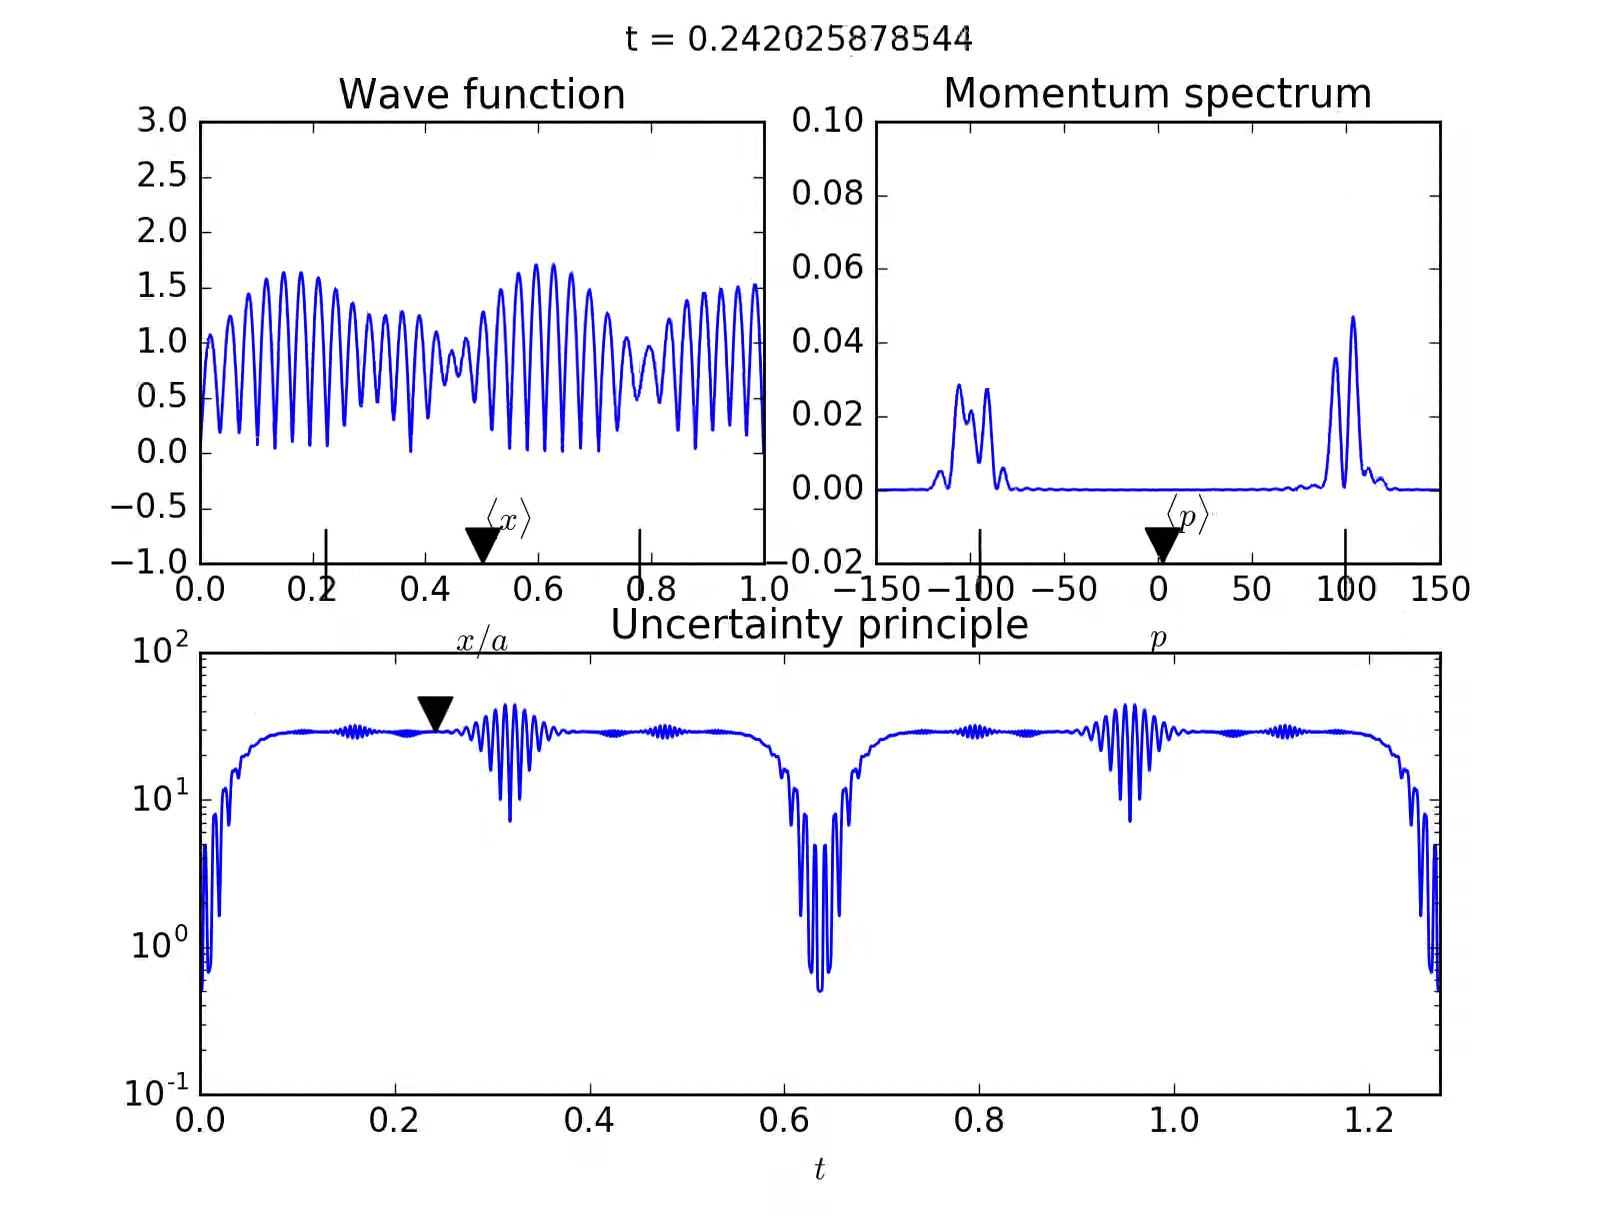 t = 0.242025878544
Wave function
Momentum spectrum
3.0
2.5
2.0
1.5
1.0
0.5
0.0
−0.5
−1.0
⟨x⟩
0.0 0.2 0.4 0.6 0.8 1.0
x/a
0.10
0.08
0.06
0.04
0.02
0.00
−0.02
⟨p⟩
−150 −100 −50 0 50 100 150
p
Uncertainty principle
10²
10¹
10⁰
10⁻¹
0.0 0.2 0.4 0.6 0.8 1.0 1.2
t